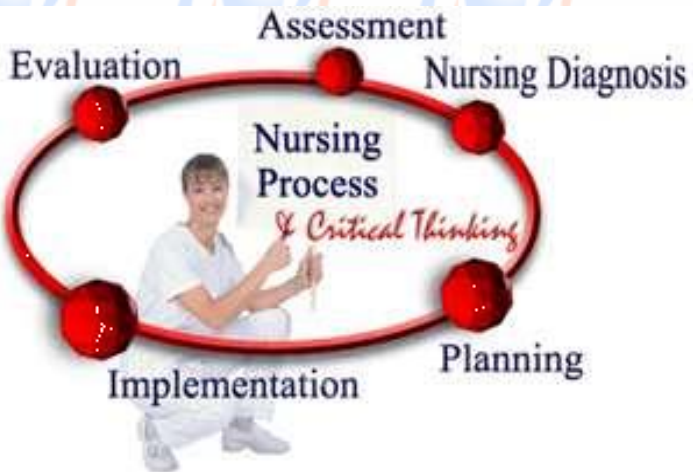 Assessment
Evaluation
Nursing Diagnosis
Nursing
Process
& Critical Thinking
Planning
Implementation